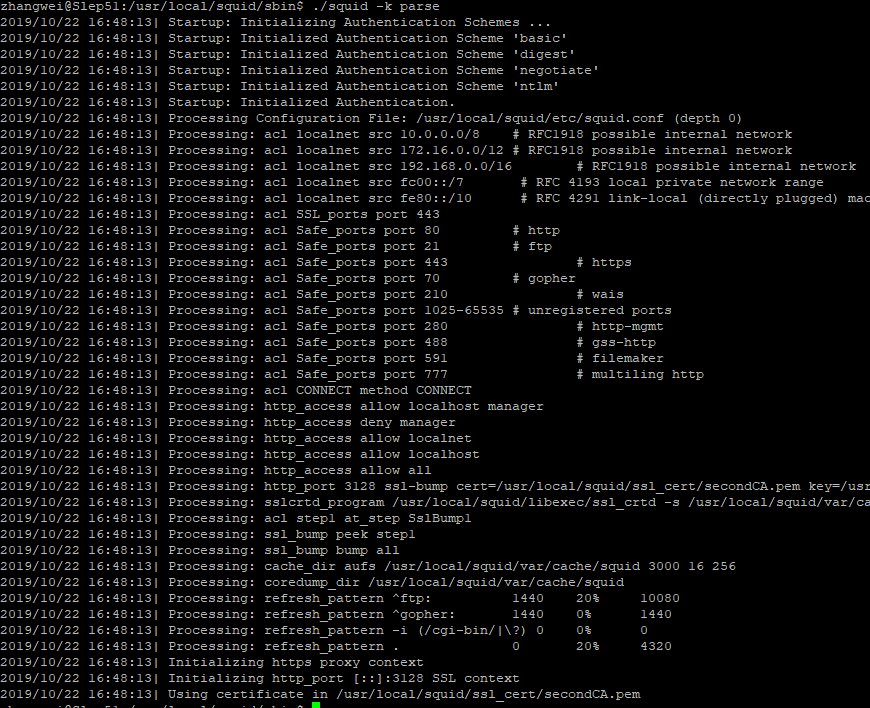 zhangwei@Slep51:/usr/local/squid/sbin$ ./squid -k parse
2019/10/22 16:48:13| Startup: Initializing Authentication Schemes ...
2019/10/22 16:48:13| Startup: Initialized Authentication Scheme 'basic'
2019/10/22 16:48:13| Startup: Initialized Authentication Scheme 'digest'
2019/10/22 16:48:13| Startup: Initialized Authentication Scheme 'negotiate'
2019/10/22 16:48:13| Startup: Initialized Authentication Scheme 'ntlm'
2019/10/22 16:48:13| Startup: Initialized Authentication.
2019/10/22 16:48:13| Processing Configuration File: /usr/local/squid/etc/squid.conf (depth 0)
2019/10/22 16:48:13| Processing: acl localnet src 10.0.0.0/8    # RFC1918 possible internal network
2019/10/22 16:48:13| Processing: acl localnet src 172.16.0.0/12 # RFC1918 possible internal network
2019/10/22 16:48:13| Processing: acl localnet src 192.168.0.0/16        # RFC1918 possible internal network
2019/10/22 16:48:13| Processing: acl localnet src fc00::/7       # RFC 4193 local private network range
2019/10/22 16:48:13| Processing: acl localnet src fe80::/10      # RFC 4291 link-local (directly plugged) mac
2019/10/22 16:48:13| Processing: acl SSL_ports port 443
2019/10/22 16:48:13| Processing: acl Safe_ports port 80         # http
2019/10/22 16:48:13| Processing: acl Safe_ports port 21         # ftp
2019/10/22 16:48:13| Processing: acl Safe_ports port 443                # https
2019/10/22 16:48:13| Processing: acl Safe_ports port 70         # gopher
2019/10/22 16:48:13| Processing: acl Safe_ports port 210                # wais
2019/10/22 16:48:13| Processing: acl Safe_ports port 1025-65535 # unregistered ports
2019/10/22 16:48:13| Processing: acl Safe_ports port 280                # http-mgmt
2019/10/22 16:48:13| Processing: acl Safe_ports port 488                # gss-http
2019/10/22 16:48:13| Processing: acl Safe_ports port 591                # filemaker
2019/10/22 16:48:13| Processing: acl Safe_ports port 777                # multiling http
2019/10/22 16:48:13| Processing: acl CONNECT method CONNECT
2019/10/22 16:48:13| Processing: http_access allow localhost manager
2019/10/22 16:48:13| Processing: http_access deny manager
2019/10/22 16:48:13| Processing: http_access allow localnet
2019/10/22 16:48:13| Processing: http_access allow localhost
2019/10/22 16:48:13| Processing: http_access allow all
2019/10/22 16:48:13| Processing: http_port 3128 ssl-bump cert=/usr/local/squid/ssl_cert/secondCA.pem key=/usr
2019/10/22 16:48:13| Processing: sslcrtd_program /usr/local/squid/libexec/ssl_crtd -s /usr/local/squid/var/ca
2019/10/22 16:48:13| Processing: acl step1 at_step SslBump1
2019/10/22 16:48:13| Processing: ssl_bump peek step1
2019/10/22 16:48:13| Processing: ssl_bump bump all
2019/10/22 16:48:13| Processing: cache_dir aufs /usr/local/squid/var/cache/squid 3000 16 256
2019/10/22 16:48:13| Processing: coredump_dir /usr/local/squid/var/cache/squid
2019/10/22 16:48:13| Processing: refresh_pattern ^ftp:          1440    20%     10080
2019/10/22 16:48:13| Processing: refresh_pattern ^gopher:       1440    0%      1440
2019/10/22 16:48:13| Processing: refresh_pattern -i (/cgi-bin/|\?) 0    0%      0
2019/10/22 16:48:13| Processing: refresh_pattern .              0       20%     4320
2019/10/22 16:48:13| Initializing https proxy context
2019/10/22 16:48:13| Initializing http_port [::]:3128 SSL context
2019/10/22 16:48:13| Using certificate in /usr/local/squid/ssl_cert/secondCA.pem